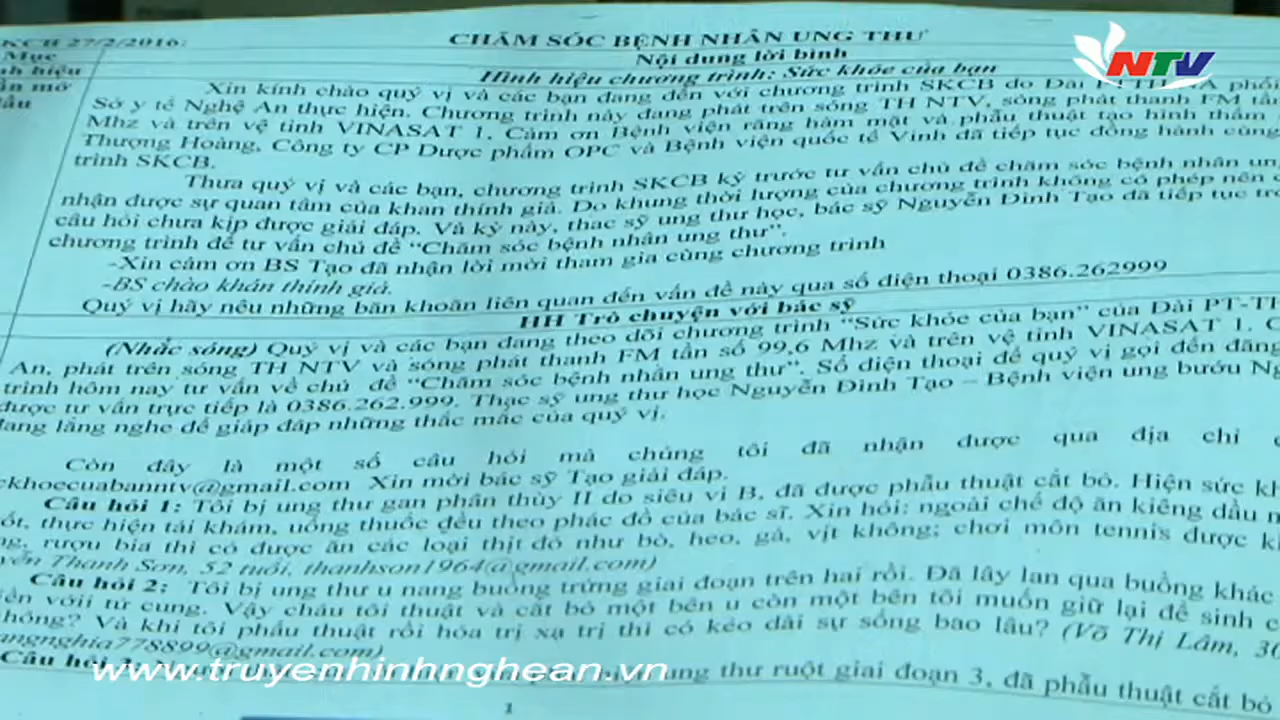 KCB 27/2/2016:
CHĂM SÓC BỆNH NHÂN UNG THƯ
NTV
Mục
Nội dung lời bình
nh hiệu
Hình hiệu chương trình: Sức khỏe của bạn
ần mở
đầu
Xin kính chào quý vị và các bạn đang đến với chương trình SKCB do Đài phối
Sở y tế Nghệ An thực hiện. Chương trình này đang phát trên sóng TH NTV, sóng phát thanh FM tần
Mhz và trên vệ tinh VINASAT 1. Cảm ơn Bệnh viện răng hàm mặt và phẫu thuật tạo hình thẩm
Thượng Hoàng, Công ty CP Dược phẩm OPC và Bệnh viện quốc tế Vinh đã tiếp tục đồng hành cùng
trình SKCB.
Thưa quý vị và các bạn, chương trình SKCB kỳ trước tư vấn chủ đề chăm sóc bệnh nhân un
nhận được sự quan tâm của khan thính giả. Do khung thời lượng của chương trình không có phép nên
câu hỏi chưa kịp được giải đáp. Và kỳ này, thac sỹ ung thư học, bác sỹ Nguyễn Đình Tạo đã tiếp tục tr
chương trình để tư vấn chủ đề “Chăm sóc bệnh nhân ung thư”.
-Xin cảm ơn BS Tạo đã nhận lời mời tham gia cùng chương trình
-BS chào khán thính giả.
Quý vị hãy nêu những băn khoăn liên quan đến vấn đề này qua số điện thoại 0386.262999
HH Trò chuyện với bác sỹ
(Nhắc sóng) Quý vị và các bạn đang theo dõi chương trình “Sức khỏe của bạn” của Đài PT-TH
An, phát trên sóng TH NTV và sóng phát thanh FM tần số 99,6 Mhz và trên vệ tinh VINASAT 1. C
trình hôm nay tư vấn về chủ đề “Chăm sóc bệnh nhân ung thư”. Số điện thoại để quý vị gọi đến đăng
được tư vấn trực tiếp là 0386.262.999. Thạc sỹ ung thư học Nguyễn Đình Tạo – Bệnh viện ung bướu Ng
đang lắng nghe để giáp đáp những thắc mắc của quý vị.
Còn đây là một số câu hỏi mà chúng tôi đã nhận được qua địa chỉ
ckhoecuabanntv@gmail.com Xin mời bác sỹ Tạo giải đáp.
Câu hỏi 1: Tôi bị ung thư gan phân thùy II do siêu vi B, đã được phẫu thuật cắt bỏ. Hiện sức kh
ốt, thực hiện tái khám, uống thuốc đều theo phác đồ của bác sĩ. Xin hỏi: ngoài chế độ ăn kiêng dầu m
ng, rượu bia thì có được ăn các loại thịt đỏ như bò, heo, gà, vịt không; chơi môn tennis được k
yễn Thanh Sơn, 52 tuổi, thanhson1964@gmail.com)
Câu hỏi 2: Tôi bị ung thư u nang buồng trứng giai đoạn trên hai rồi. Đã lây lan qua buồng khác
iền vớii tử cung. Vậy cháu tôi thuật và cắt bỏ một bên u còn một bên tôi muốn giữ lại để sinh c
hông? Và khi tôi phẫu thuật rồi hóa trị xạ trị thì có kéo dài sự sống bao lâu? (Võ Thị Lâm, 30
angnghia778899@gmail.com)
Câu hỏi ung thư ruột giai đoạn 3, đã phẫu thuật cắt bỏ
www.truyenhinhnghean.vn
1